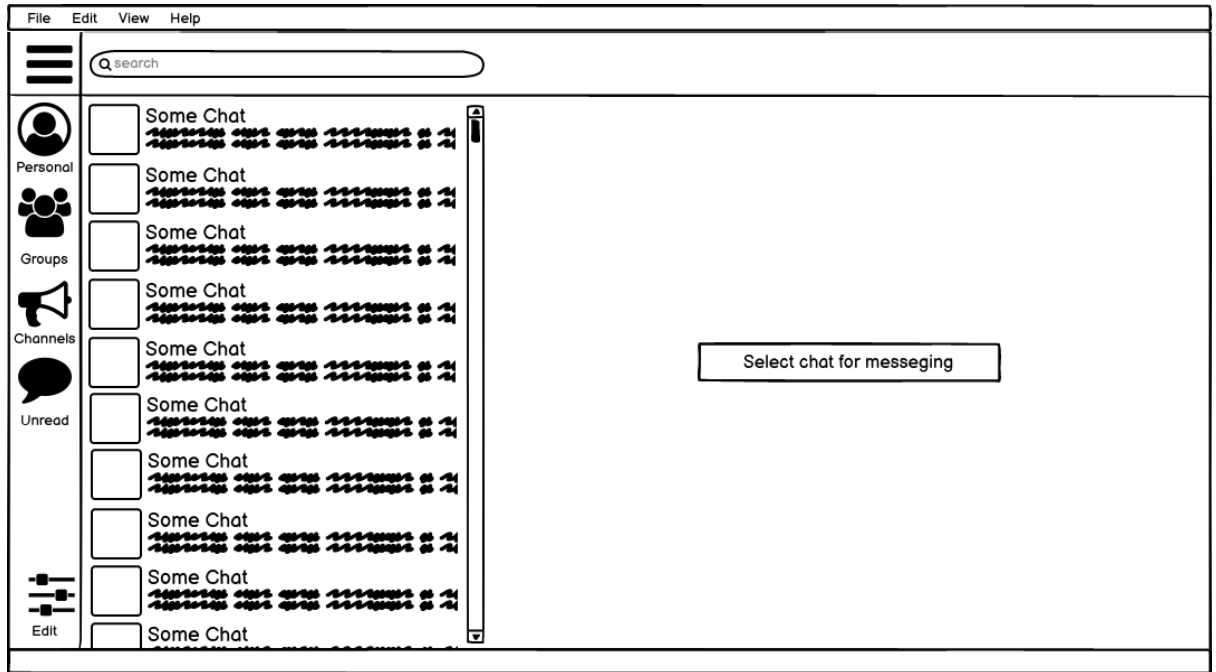 File Edit View Help
search
Personal
Groups
Channels
Unread
Edit
Some Chat
Some Chat
Some Chat
Some Chat
Some Chat
Some Chat
Some Chat
Some Chat
Some Chat
Some Chat
Select chat for messeging